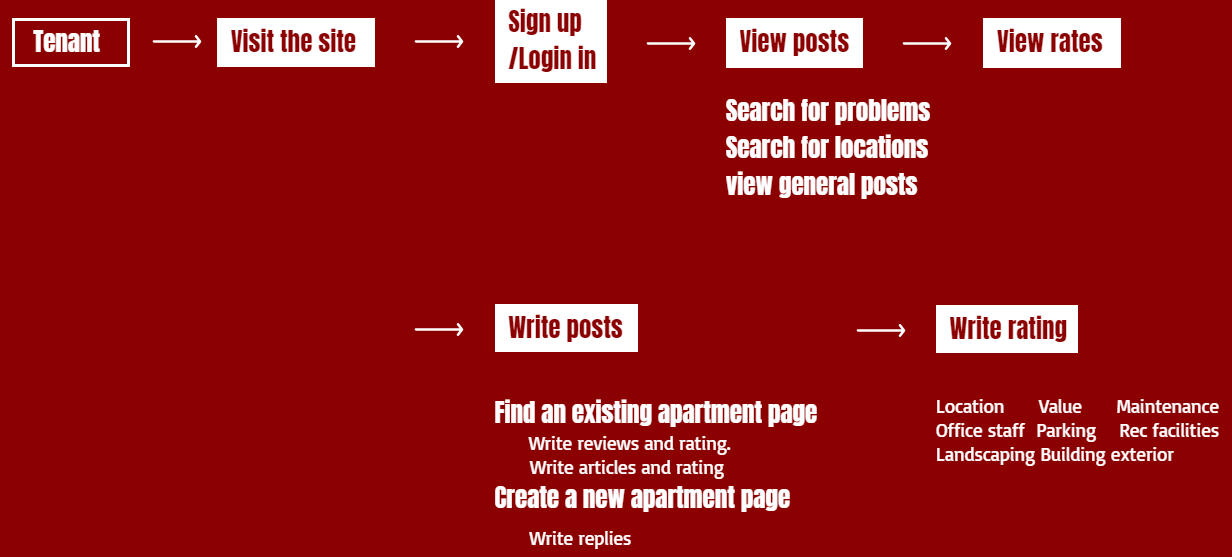 Tenant
Visit the site
Sign up
/Login in
View posts
View rates
Search for problems
Search for locations
view general posts
Write posts
Write rating
Find an existing apartment page
Write reviews and rating.
Write articles and rating
Create a new apartment page
Write replies
Location Value Maintenance
Office staff Parking Rec facilities
Landscaping Building exterior